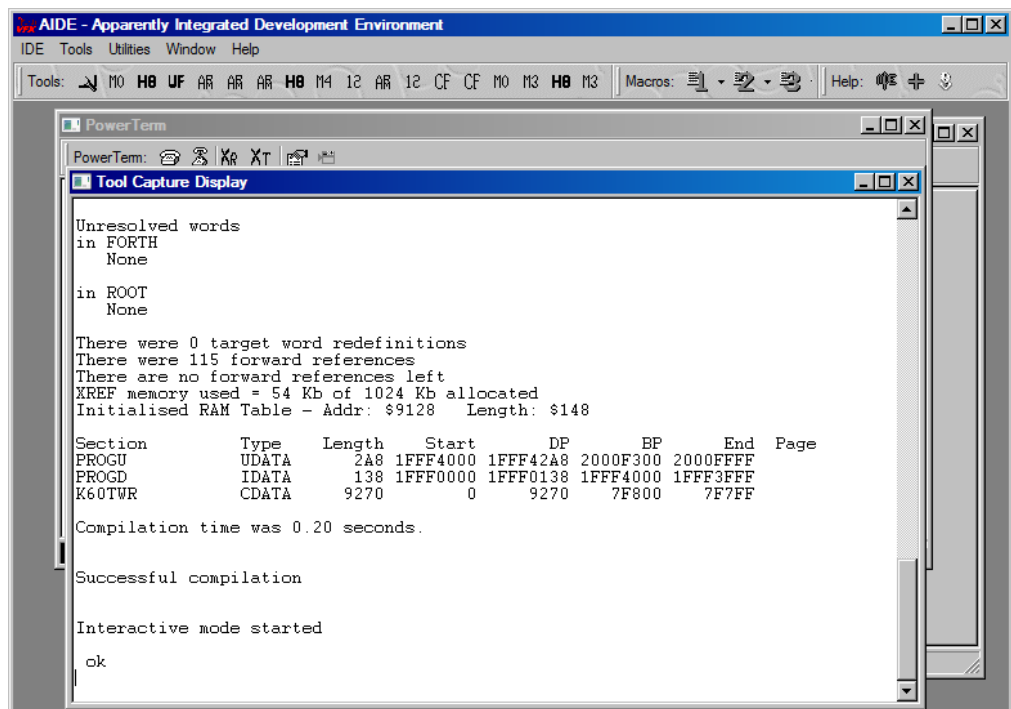 AIDE - Apparently Integrated Development Environment
IDE Tools Utilities Window Help
Tools: M0 H8 UF AR AR AR H8 M4 12 AR 12 CF CF M0 M3 H8 M3 Macros: 1 2 3 Help:
PowerTerm
PowerTerm: XR XT
Tool Capture Display
Unresolved words
in FORTH
None
in ROOT
None
There were 0 target word redefinitions
There were 115 forward references
There are no forward references left
XREF memory used = 54 Kb of 1024 Kb allocated
Initialised RAM Table - Addr: $9128 Length: $148
Section Type Length Start DP BP End Page
PROGU UDATA 2A8 1FFF4000 1FFF42A8 2000F300 2000FFFF
PROGD IDATA 138 1FFF0000 1FFF0138 1FFF4000 1FFF3FFF
K60TWR CDATA 9270 0 9270 7F800 7F7FF
Compilation time was 0.20 seconds.
Successful compilation
Interactive mode started
ok